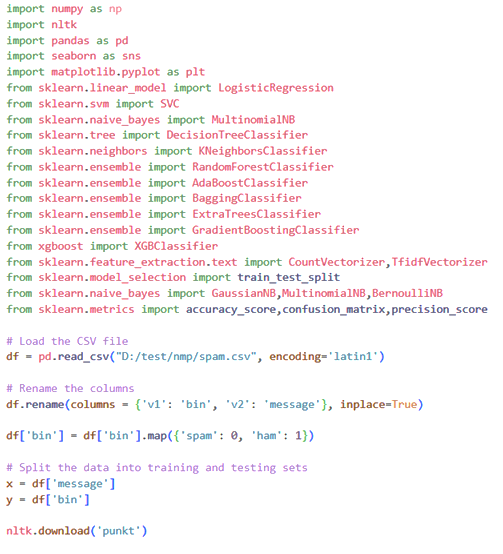 import numpy as np
import nltk
import pandas as pd
import seaborn as sns
import matplotlib.pyplot as plt
from sklearn.linear_model import LogisticRegression
from sklearn.svm import SVC
from sklearn.naive_bayes import MultinomialNB
from sklearn.tree import DecisionTreeClassifier
from sklearn.neighbors import KNeighborsClassifier
from sklearn.ensemble import RandomForestClassifier
from sklearn.ensemble import AdaBoostClassifier
from sklearn.ensemble import BaggingClassifier
from sklearn.ensemble import ExtraTreesClassifier
from sklearn.ensemble import GradientBoostingClassifier
from xgboost import XGBClassifier
from sklearn.feature_extraction.text import CountVectorizer,TfidfVectorizer
from sklearn.model_selection import train_test_split
from sklearn.naive_bayes import GaussianNB,MultinomialNB,BernoulliNB
from sklearn.metrics import accuracy_score,confusion_matrix,precision_score
# Load the CSV file
df = pd.read_csv("D:/test/nmp/spam.csv", encoding='latin1')
# Rename the columns
df.rename(columns = {'v1': 'bin', 'v2': 'message'}, inplace=True)
df['bin'] = df['bin'].map({'spam': 0, 'ham': 1})
# Split the data into training and testing sets
x = df['message']
y = df['bin']
nltk.download('punkt')